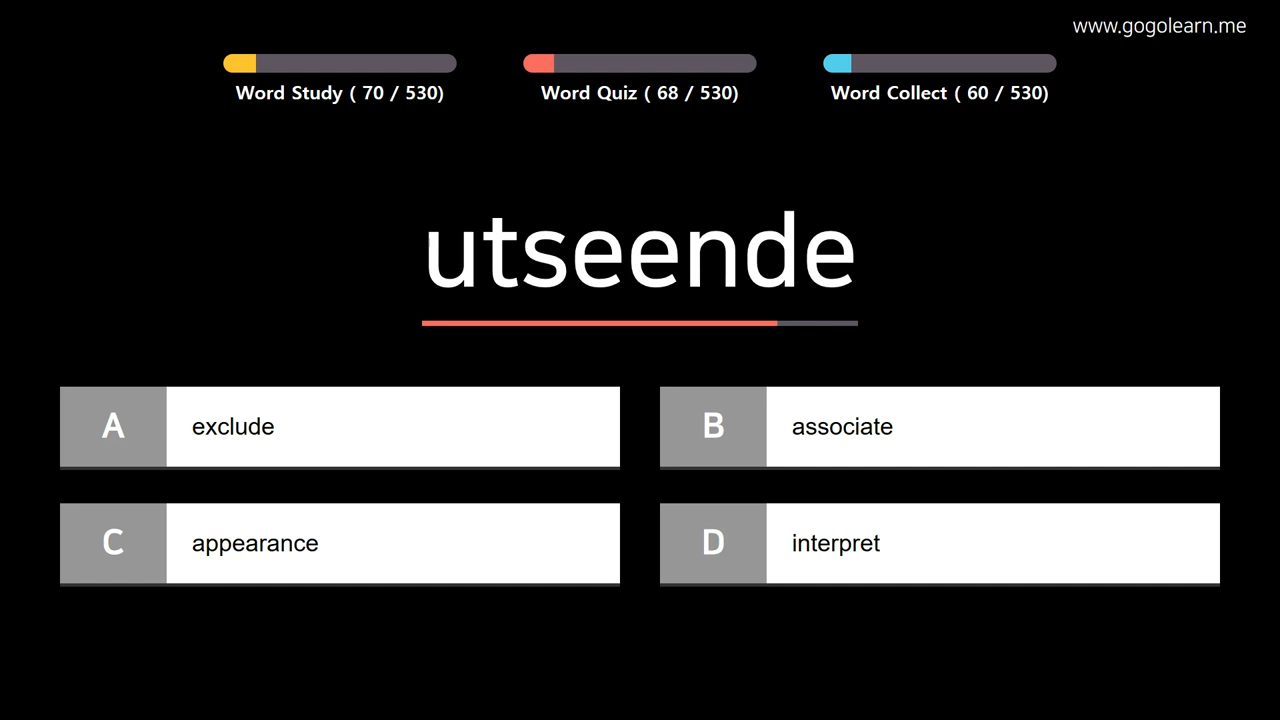 www.gogolearn.me
Word Study ( 70 / 530)
Word Quiz ( 68 / 530)
Word Collect ( 60 / 530)
utseende
A exclude
B associate
C appearance
D interpret